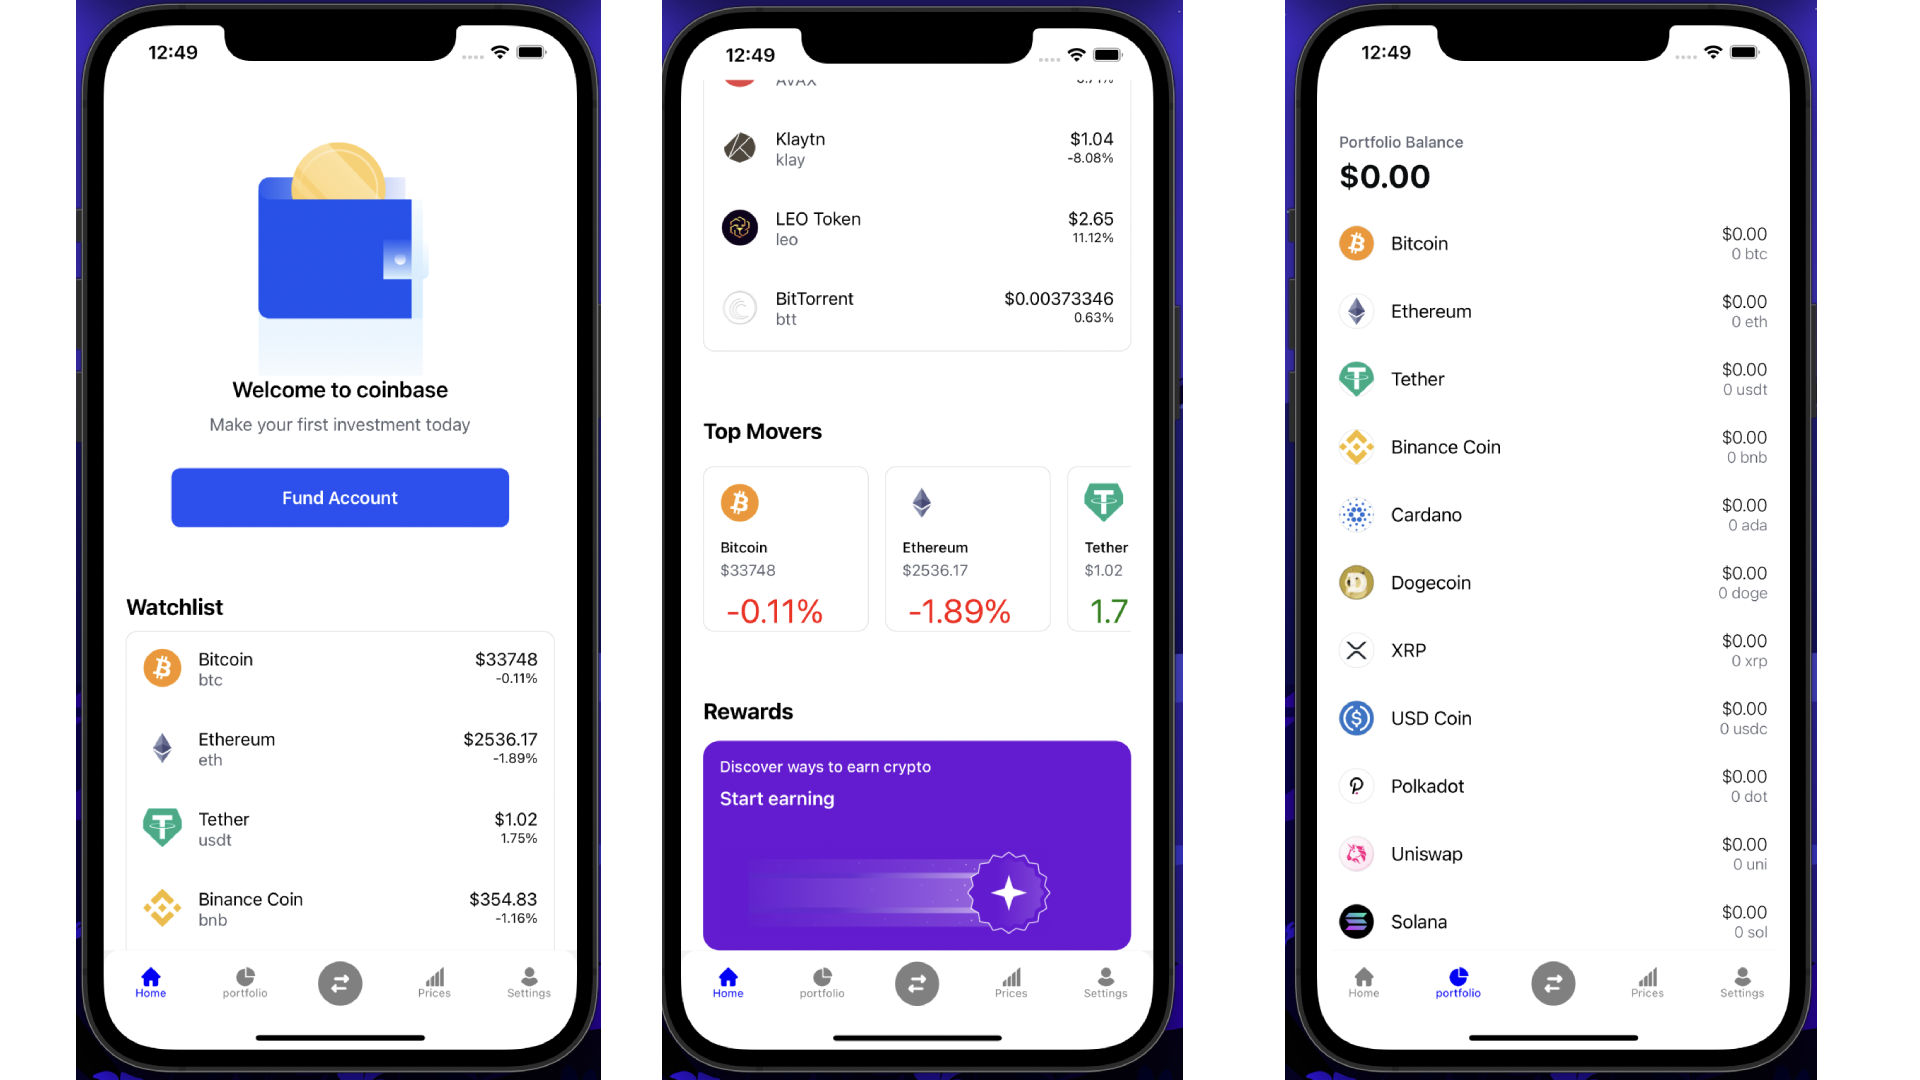 12:49
Welcome to coinbase
Make your first investment today
Fund Account
Watchlist
Bitcoin $33748
btc -0.11%
Ethereum $2536.17
eth -1.89%
Tether $1.02
usdt 1.75%
Binance Coin $354.83
bnb -1.16%
Home portfolio Prices Settings
12:49
AVAX
Klaytn $1.04
klay -8.08%
LEO Token $2.65
leo 11.12%
BitTorrent $0.00373346
btt 0.63%
Top Movers
Bitcoin
$33748
-0.11%
Ethereum
$2536.17
-1.89%
Tether
$1.02
1.7
Rewards
Discover ways to earn crypto
Start earning
Home portfolio Prices Settings
12:49
Portfolio Balance
$0.00
Bitcoin $0.00
0 btc
Ethereum $0.00
0 eth
Tether $0.00
0 usdt
Binance Coin $0.00
0 bnb
Cardano $0.00
0 ada
Dogecoin $0.00
0 doge
XRP $0.00
0 xrp
USD Coin $0.00
0 usdc
Polkadot $0.00
0 dot
Uniswap $0.00
0 uni
Solana $0.00
0 sol
Home portfolio Prices Settings